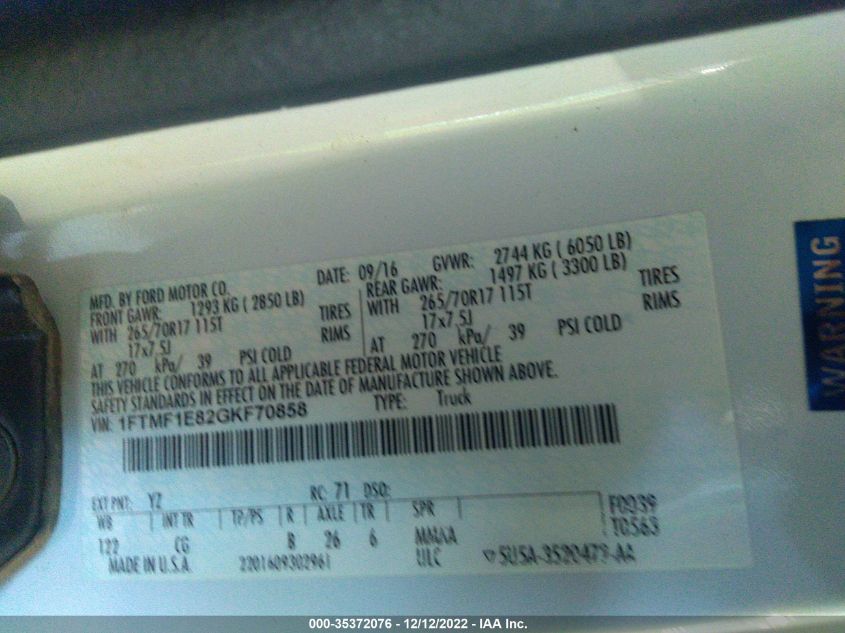 MFD. BY FORD MOTOR CO.
DATE: 09/16 GVWR: 2744 KG ( 6050 LB)
FRONT GAWR: 1293 KG ( 2850 LB)
REAR GAWR: 1497 KG ( 3300 LB)
WITH 265/70R17 115T TIRES
WITH 265/70R17 115T TIRES
17x7.5J RIMS
17x7.5J RIMS
AT 270 kPa/ 39 PSI COLD
AT 270 kPa/ 39 PSI COLD
THIS VEHICLE CONFORMS TO ALL APPLICABLE FEDERAL MOTOR VEHICLE
SAFETY STANDARDS IN EFFECT ON THE DATE OF MANUFACTURE SHOWN ABOVE.
VIN: 1FTMF1E82GKF70858 TYPE: Truck
EXT PNT: YZ RC: 71 DSO:
WB INT TR TP/PS R AXLE TR SPR
122 CG B 26 6
F0039
T0563
MADE IN U.S.A. 2201609302961 ULC
WARNING
000-35372076 - 12/12/2022 - IAA Inc.